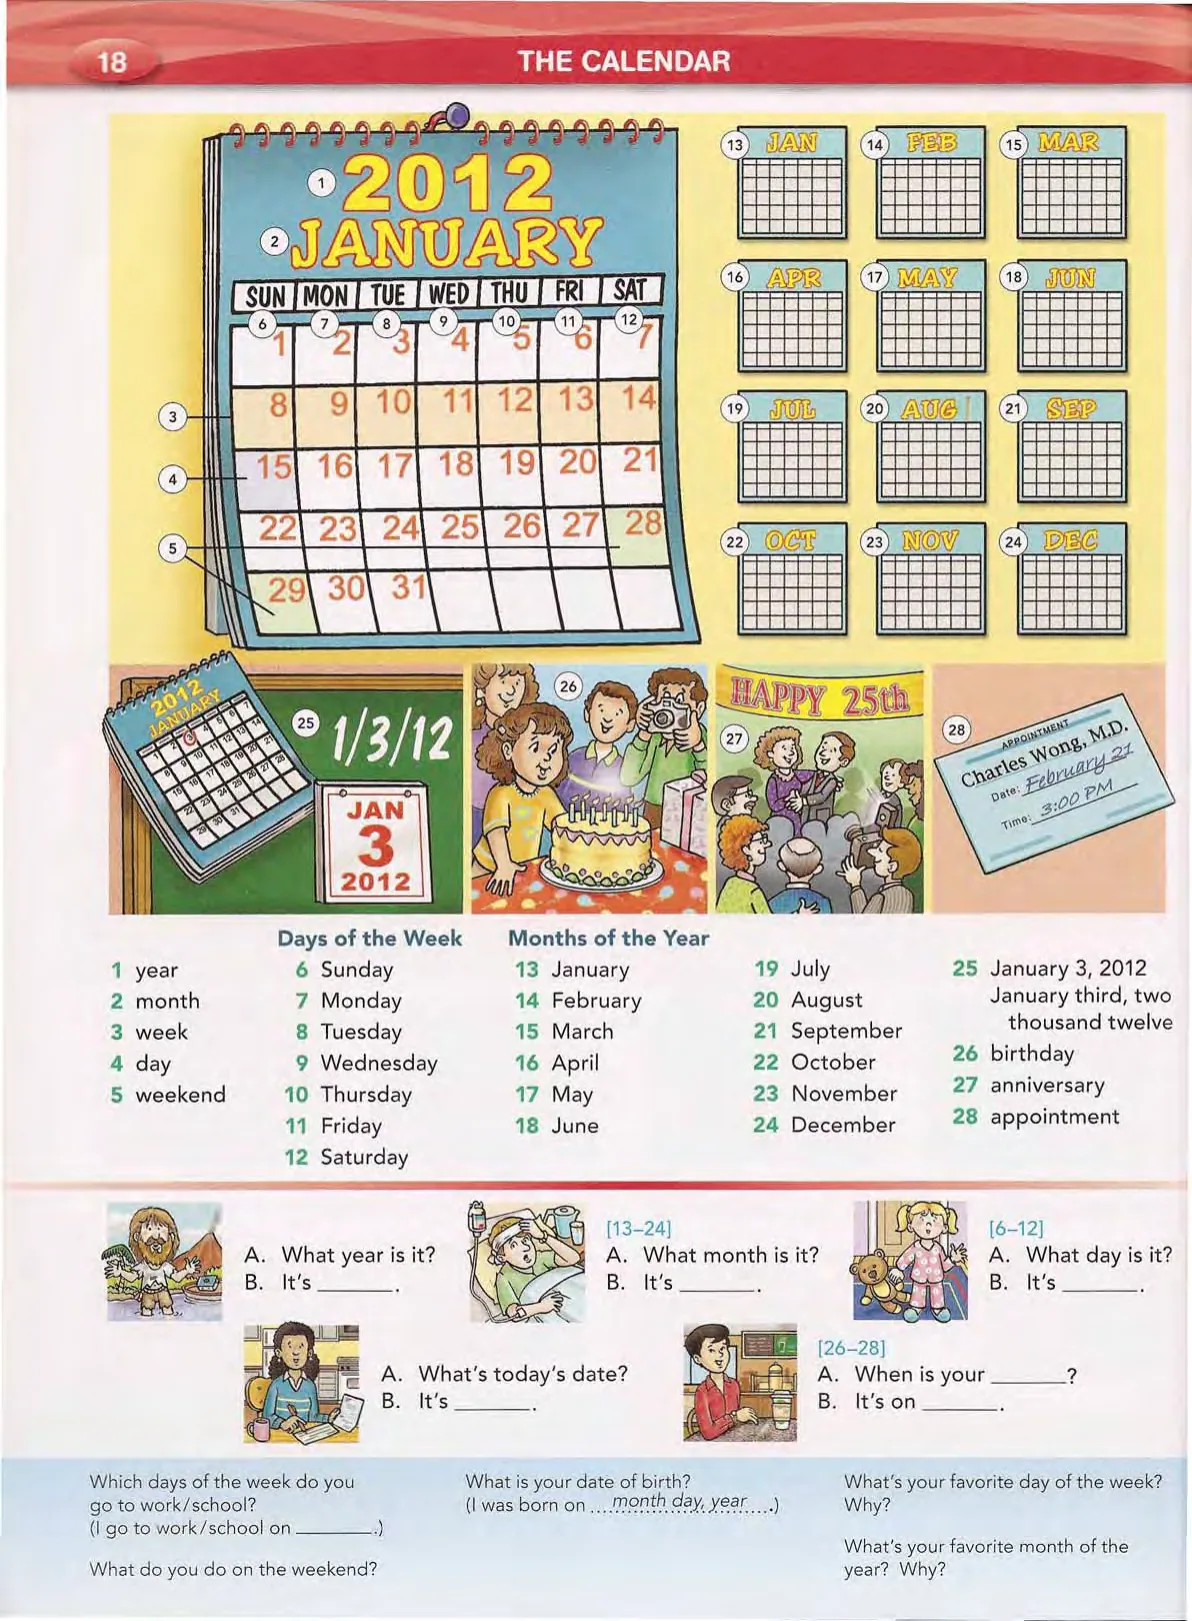 18
THE CALENDAR
1 2012
2 JANUARY
SUN MON TUE WED THU FRI SAT
6 7 8 9 10 11 12
1 2 3 4 5 6 7
3
8 9 10 11 12 13 14
4
15 16 17 18 19 20 21
5
22 23 24 25 26 27 28
29 30 31
13 JAN
14 FEB
15 MAR
16 APR
17 MAY
18 JUN
19 JUL
20 AUG
21 SEP
22 OCT
23 NOV
24 DEC
2012
JANUARY
25
1/3/12
JAN
3
2012
26
HAPPY 25th
27
28
APPOINTMENT
Charles Wong, M.D.
Date: February 21
Time: 3:00 PM
1 year
2 month
3 week
4 day
5 weekend
Days of the Week
6 Sunday
7 Monday
8 Tuesday
9 Wednesday
10 Thursday
11 Friday
12 Saturday
Months of the Year
13 January
14 February
15 March
16 April
17 May
18 June
19 July
20 August
21 September
22 October
23 November
24 December
25 January 3, 2012
January third, two
thousand twelve
26 birthday
27 anniversary
28 appointment
A. What year is it?
B. It's ________.
[13–24]
A. What month is it?
B. It's ________.
[6–12]
A. What day is it?
B. It's ________.
A. What's today's date?
B. It's ________.
[26–28]
A. When is your ________?
B. It's on ________.
Which days of the week do you
go to work/school?
(I go to work/school on ________.)
What do you do on the weekend?
What is your date of birth?
(I was born on ... month day, year ....)
What's your favorite day of the week?
Why?
What's your favorite month of the
year? Why?